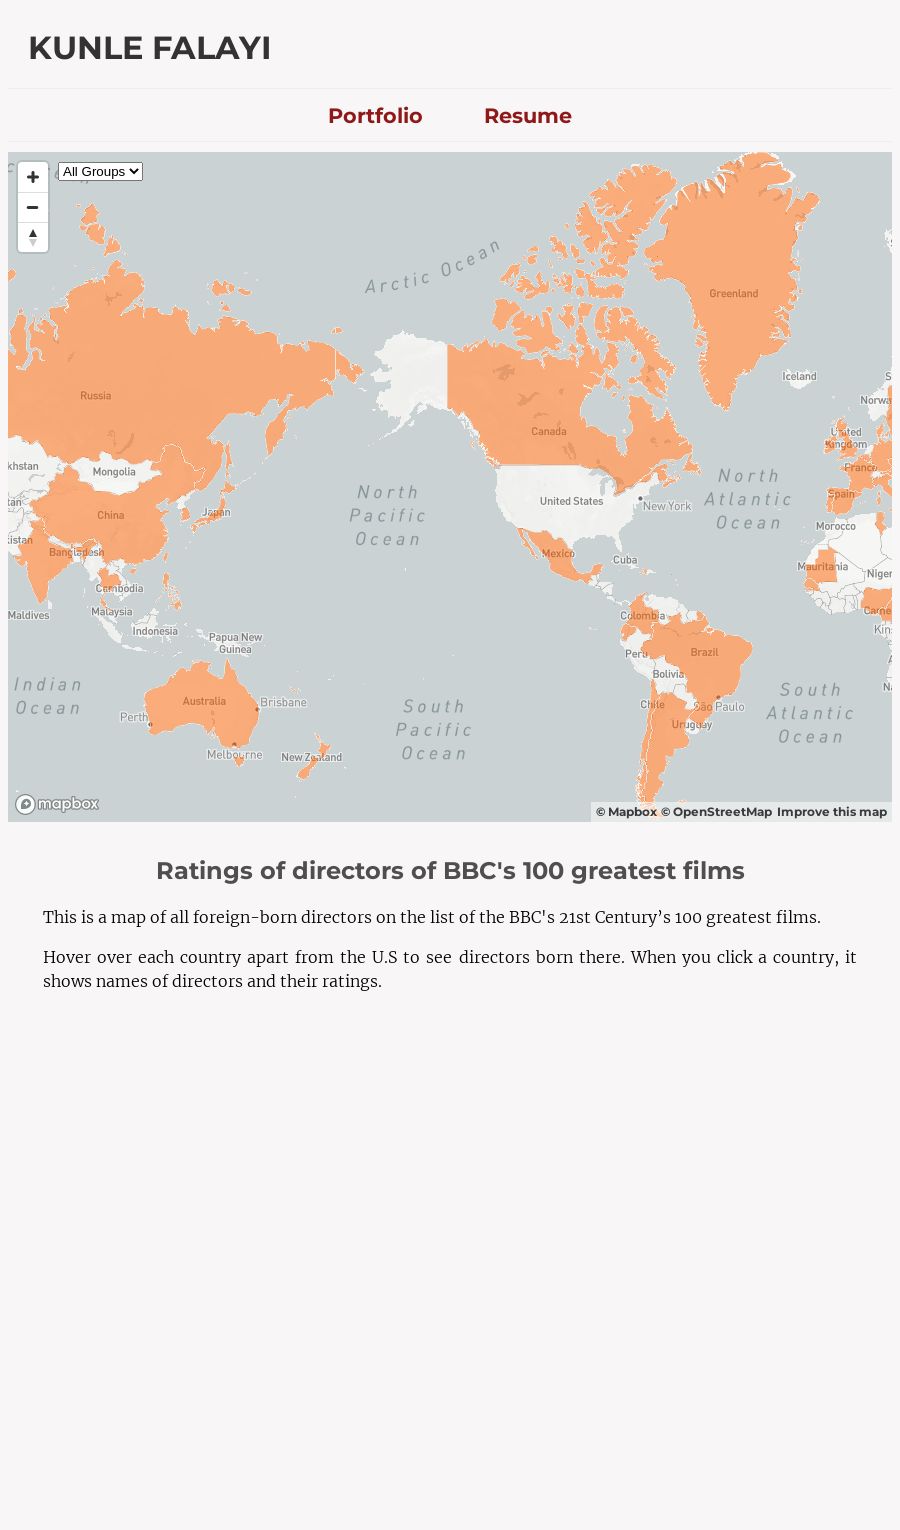 KUNLE FALAYI
Portfolio
Resume
All Groups
Arctic Ocean
Greenland
Iceland
Russia
Norwa
Canada
United
Kingdom
khstan
Mongolia
France
North
Pacific
Ocean
North
Atlantic
Ocean
Spain
United States
New York
China
Japan
Morocco
kistan
Bangladesh
Mexico
Cuba
Mauritania
Niger
Cambodia
Maldives
Malaysia
Colombia
Indonesia
Papua New
Guinea
Peru
Brazil
Bolivia
Indian
Ocean
Australia
Brisbane
Perth
South
Pacific
Ocean
Chile
São Paulo
South
Atlantic
Ocean
Uruguay
Melbourne
New Zealand
mapbox
© Mapbox © OpenStreetMap Improve this map
Ratings of directors of BBC's 100 greatest films
This is a map of all foreign-born directors on the list of the BBC's 21st Century’s 100 greatest films.
Hover over each country apart from the U.S to see directors born there. When you click a country, it
shows names of directors and their ratings.